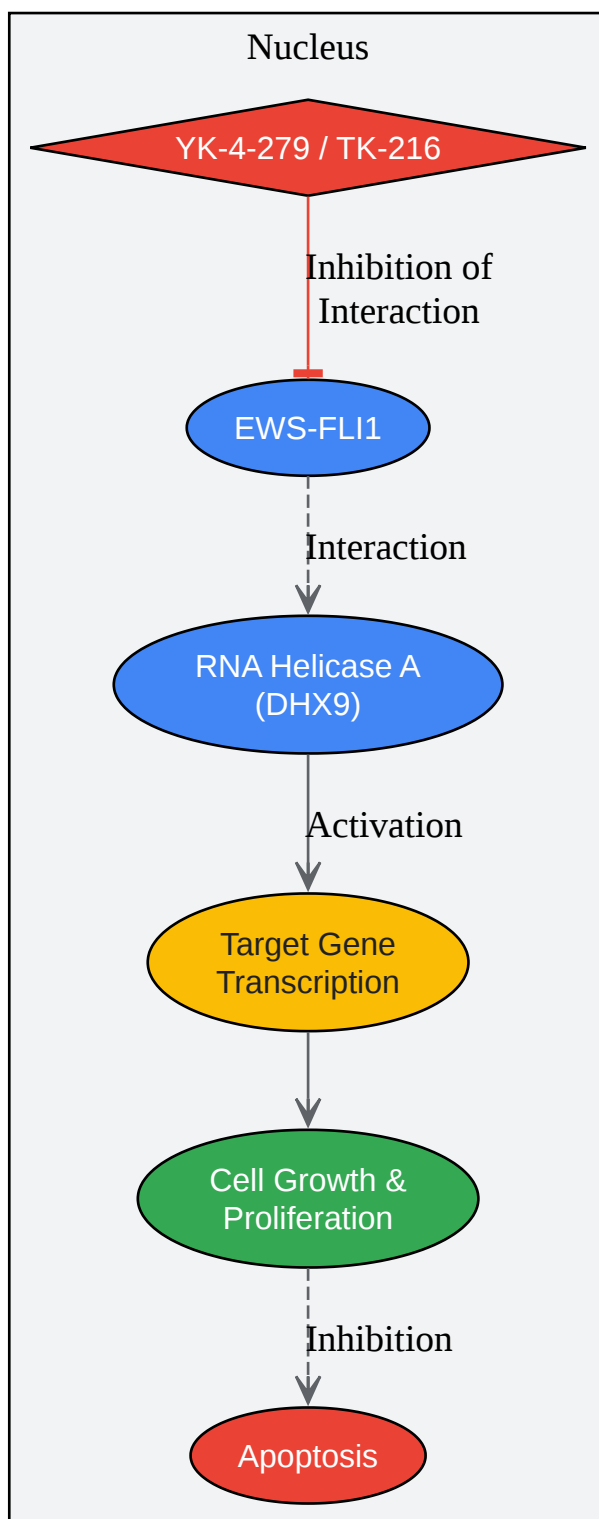 Nucleus
YK-4-279 / TK-216
Inhibition of
Interaction
EWS-FLI1
Interaction
RNA Helicase A
(DHX9)
Activation
Target Gene
Transcription
Cell Growth &
Proliferation
Inhibition
Apoptosis